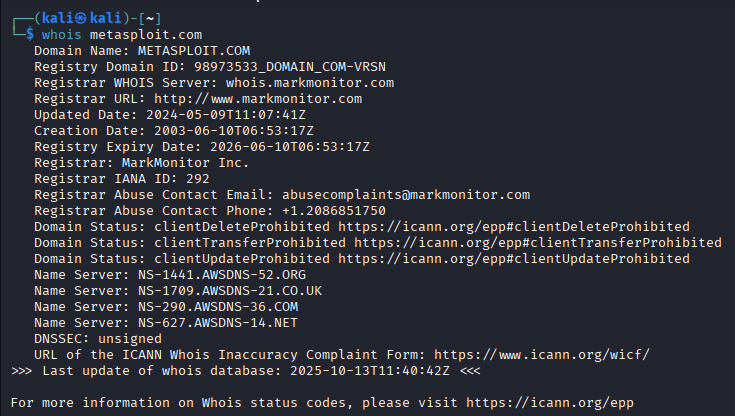 ┌──(kali㉿kali)-[~]
└─$ whois metasploit.com
Domain Name: METASPLOIT.COM
Registry Domain ID: 98973533_DOMAIN_COM-VRSN
Registrar WHOIS Server: whois.markmonitor.com
Registrar URL: http://www.markmonitor.com
Updated Date: 2024-05-09T11:07:41Z
Creation Date: 2003-06-10T06:53:17Z
Registry Expiry Date: 2026-06-10T06:53:17Z
Registrar: MarkMonitor Inc.
Registrar IANA ID: 292
Registrar Abuse Contact Email: abusecomplaints@markmonitor.com
Registrar Abuse Contact Phone: +1.2086851750
Domain Status: clientDeleteProhibited https://icann.org/epp#clientDeleteProhibited
Domain Status: clientTransferProhibited https://icann.org/epp#clientTransferProhibited
Domain Status: clientUpdateProhibited https://icann.org/epp#clientUpdateProhibited
Name Server: NS-1441.AWSDNS-52.ORG
Name Server: NS-1709.AWSDNS-21.CO.UK
Name Server: NS-290.AWSDNS-36.COM
Name Server: NS-627.AWSDNS-14.NET
DNSSEC: unsigned
URL of the ICANN Whois Inaccuracy Complaint Form: https://www.icann.org/wicf/
>>> Last update of whois database: 2025-10-13T11:40:42Z <<<
For more information on Whois status codes, please visit https://icann.org/epp